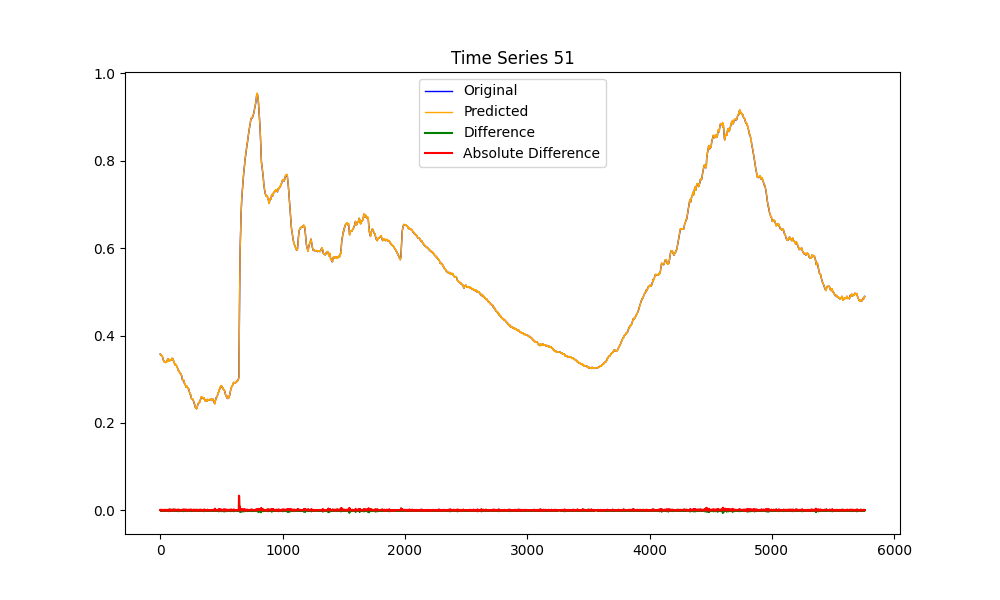 Time Series 51
Original
Predicted
Difference
Absolute Difference
1.0
0.8
0.6
0.4
0.2
0.0
0 1000 2000 3000 4000 5000 6000